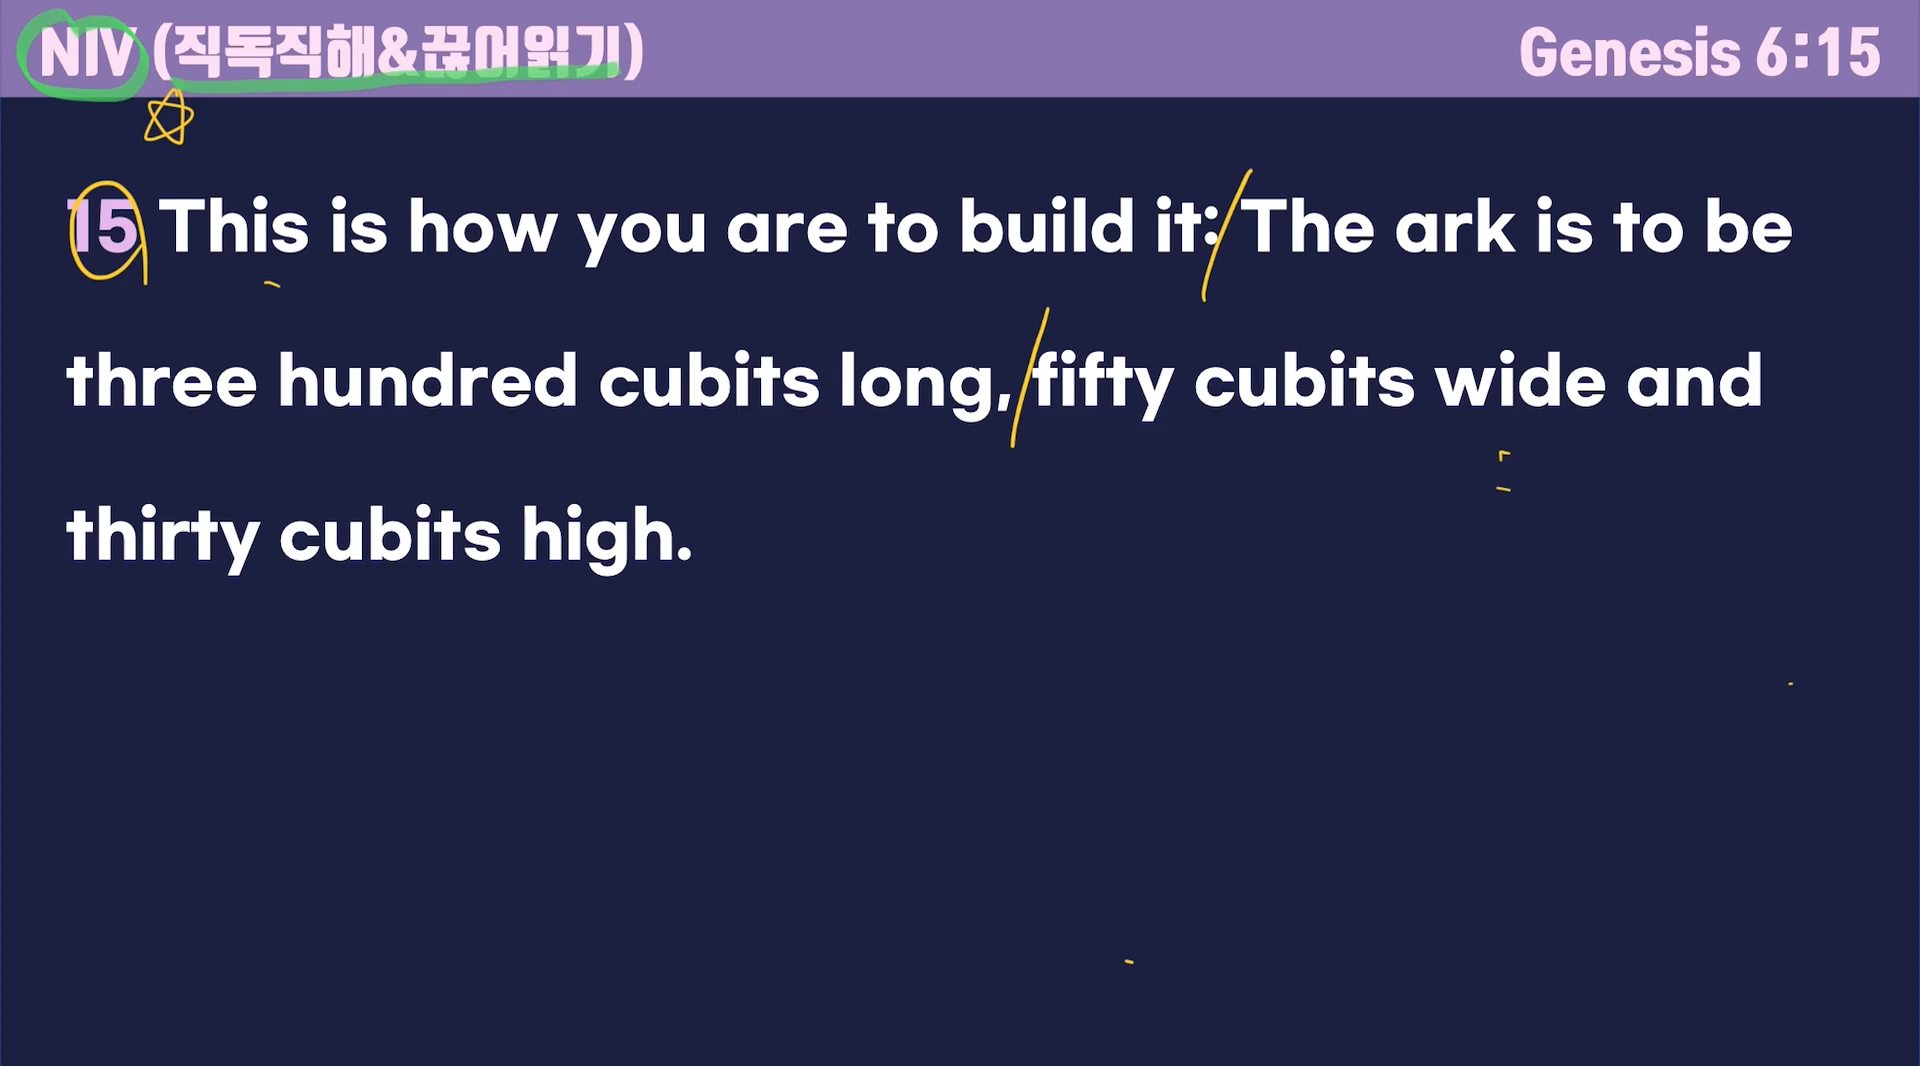 NIV (직독직해&끊어읽기)
Genesis 6:15
15 This is how you are to build it: The ark is to be
three hundred cubits long, fifty cubits wide and
thirty cubits high.